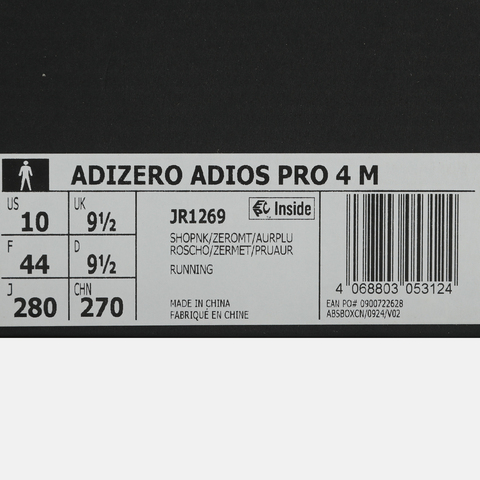 ADIZERO ADIOS PRO 4 M
US 10 UK 9½
F 44 D 9½
J 280 CHN 270
JR1269
Inside
SHOPNK/ZEROMT/AURPLU
ROSCHO/ZERMET/PRUAUR
RUNNING
MADE IN CHINA
FABRIQUÉ EN CHINE
4 068803 053124
EAN PO# 0900722628
ABSBOXCN/0924/V02